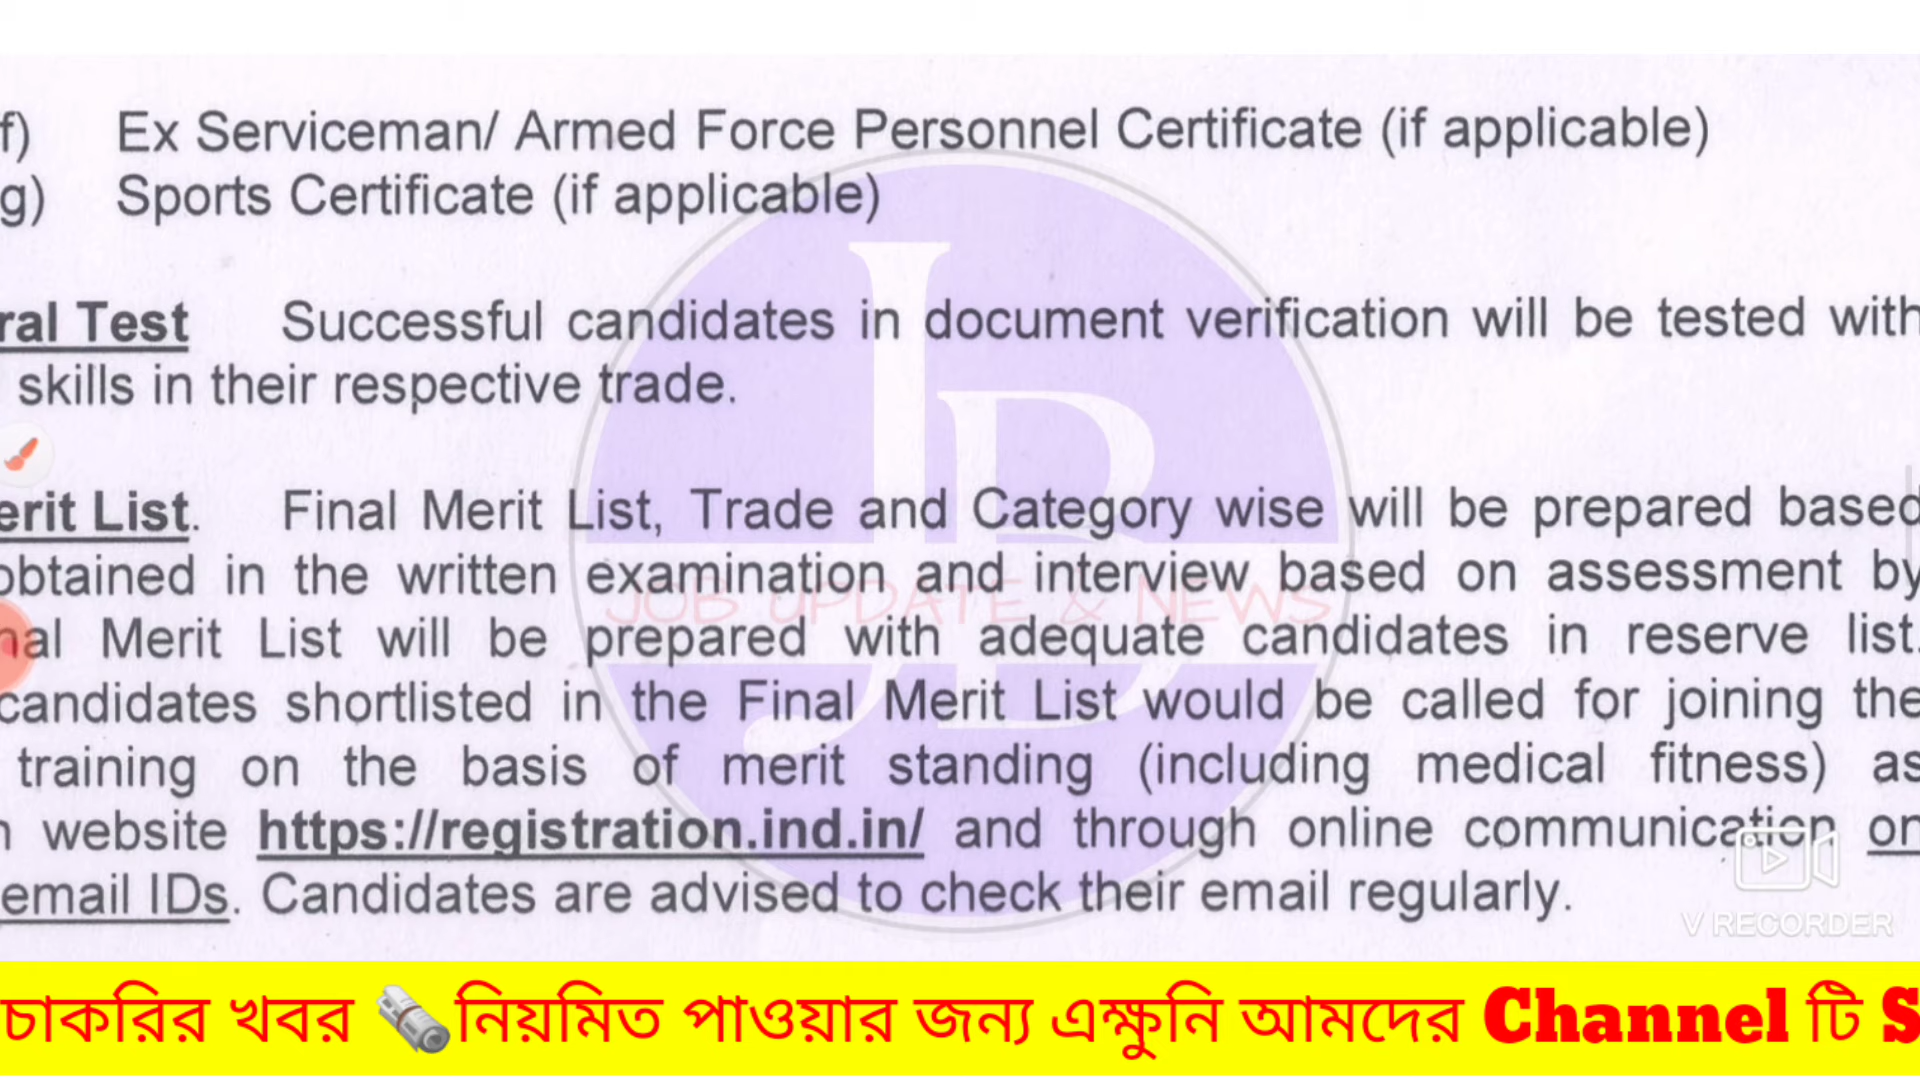 f) Ex Serviceman/ Armed Force Personnel Certificate (if applicable)
g) Sports Certificate (if applicable)
ral Test Successful candidates in document verification will be tested with
skills in their respective trade.
erit List. Final Merit List, Trade and Category wise will be prepared based
obtained in the written examination and interview based on assessment by
nal Merit List will be prepared with adequate candidates in reserve list.
candidates shortlisted in the Final Merit List would be called for joining the
training on the basis of merit standing (including medical fitness) as
n website https://registration.ind.in/ and through online communication on
email IDs. Candidates are advised to check their email regularly.
JB
JOB UPDATE & NEWS
V RECORDER
চাকরির খবর নিয়মিত পাওয়ার জন্য এক্ষুনি আমদের Channel টি S